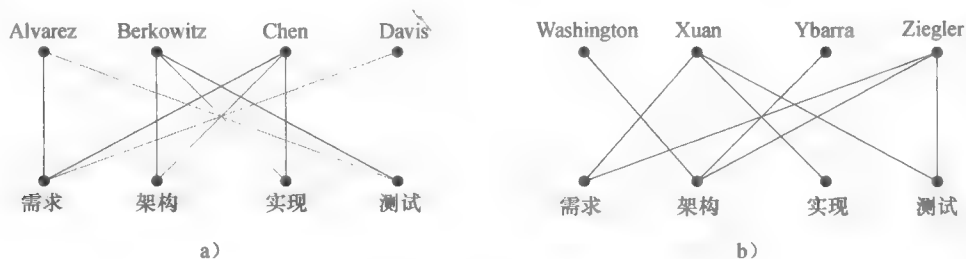 Alvarez Berkowitz Chen Davis
需求 架构 实现 测试
a)
Washington Xuan Ybarra Ziegler
需求 架构 实现 测试
b)